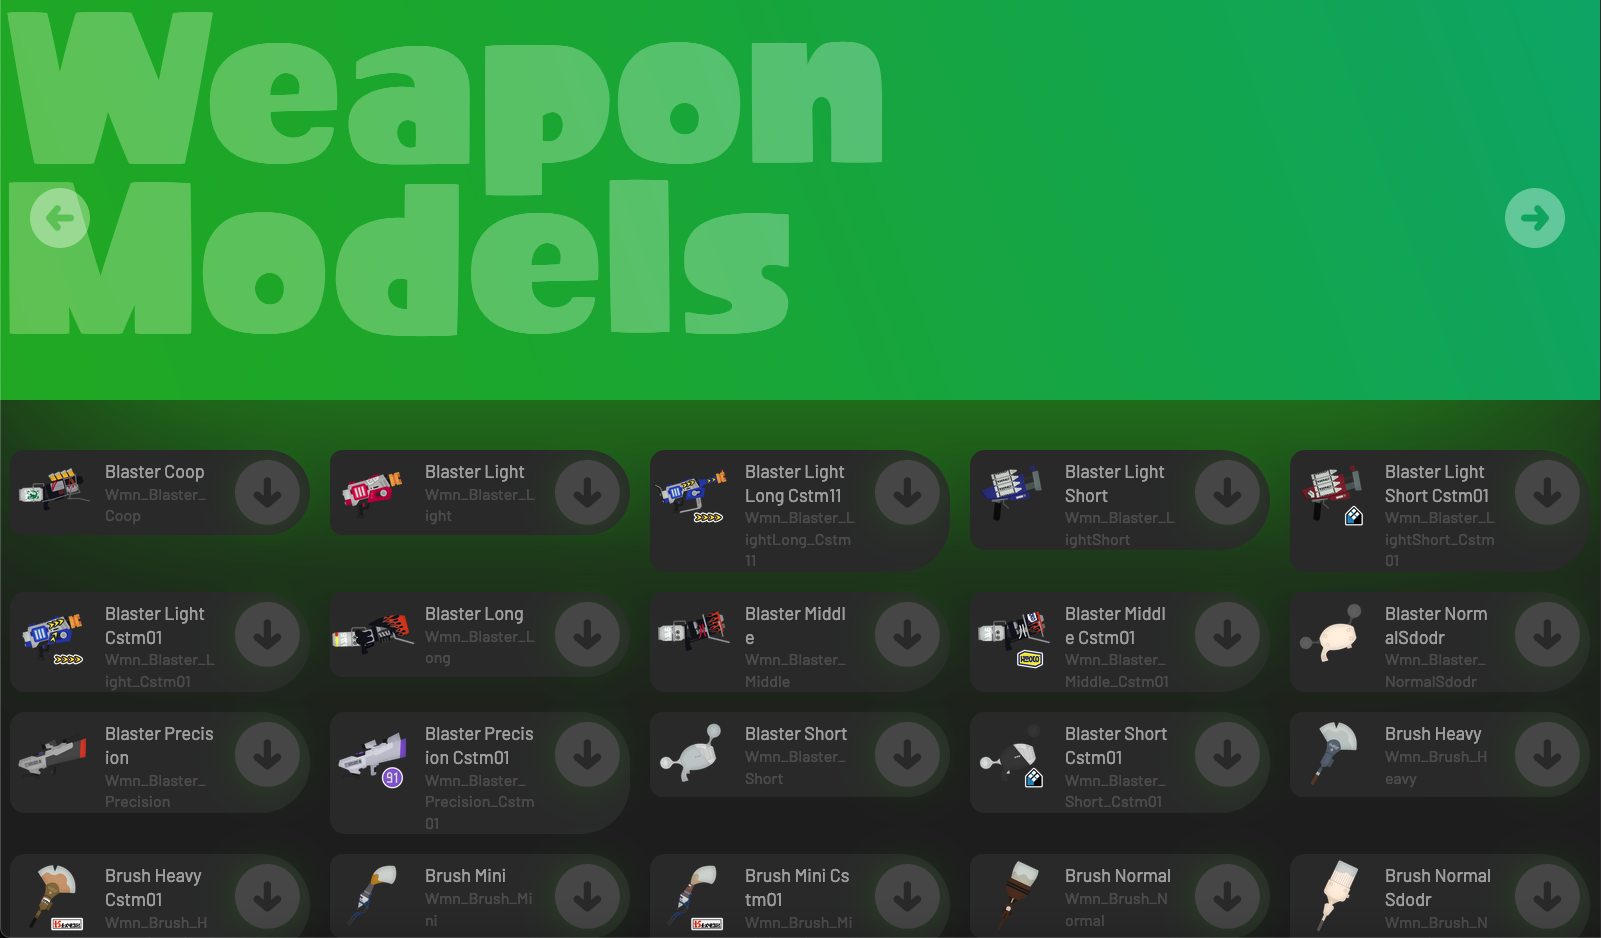 Weapon
Models
Blaster Coop
Wmn_Blaster_
Coop
Blaster Light
Wmn_Blaster_L
ight
Blaster Light
Long Cstm11
Wmn_Blaster_L
ightLong_Cstm
11
Blaster Light
Short
Wmn_Blaster_L
ightShort
Blaster Light
Short Cstm01
Wmn_Blaster_L
ightShort_Cstm
01
Blaster Light
Cstm01
Wmn_Blaster_L
ight_Cstm01
Blaster Long
Wmn_Blaster_L
ong
Blaster Middl
e
Wmn_Blaster_
Middle
Blaster Middl
e Cstm01
Wmn_Blaster_
Middle_Cstm01
Blaster Norm
alSdodr
Wmn_Blaster_
NormalSdodr
Blaster Precis
ion
Wmn_Blaster_
Precision
91
Blaster Precis
ion Cstm01
Wmn_Blaster_
Precision_Cstm
01
Blaster Short
Wmn_Blaster_
Short
Blaster Short
Cstm01
Wmn_Blaster_
Short_Cstm01
Brush Heavy
Wmn_Brush_H
eavy
Brush Heavy
Cstm01
Wmn_Brush_H
Brush Mini
Wmn_Brush_Mi
ni
Brush Mini Cs
tm01
Wmn_Brush_Mi
Brush Normal
Wmn_Brush_N
ormal
Brush Normal
Sdodr
Wmn_Brush_N